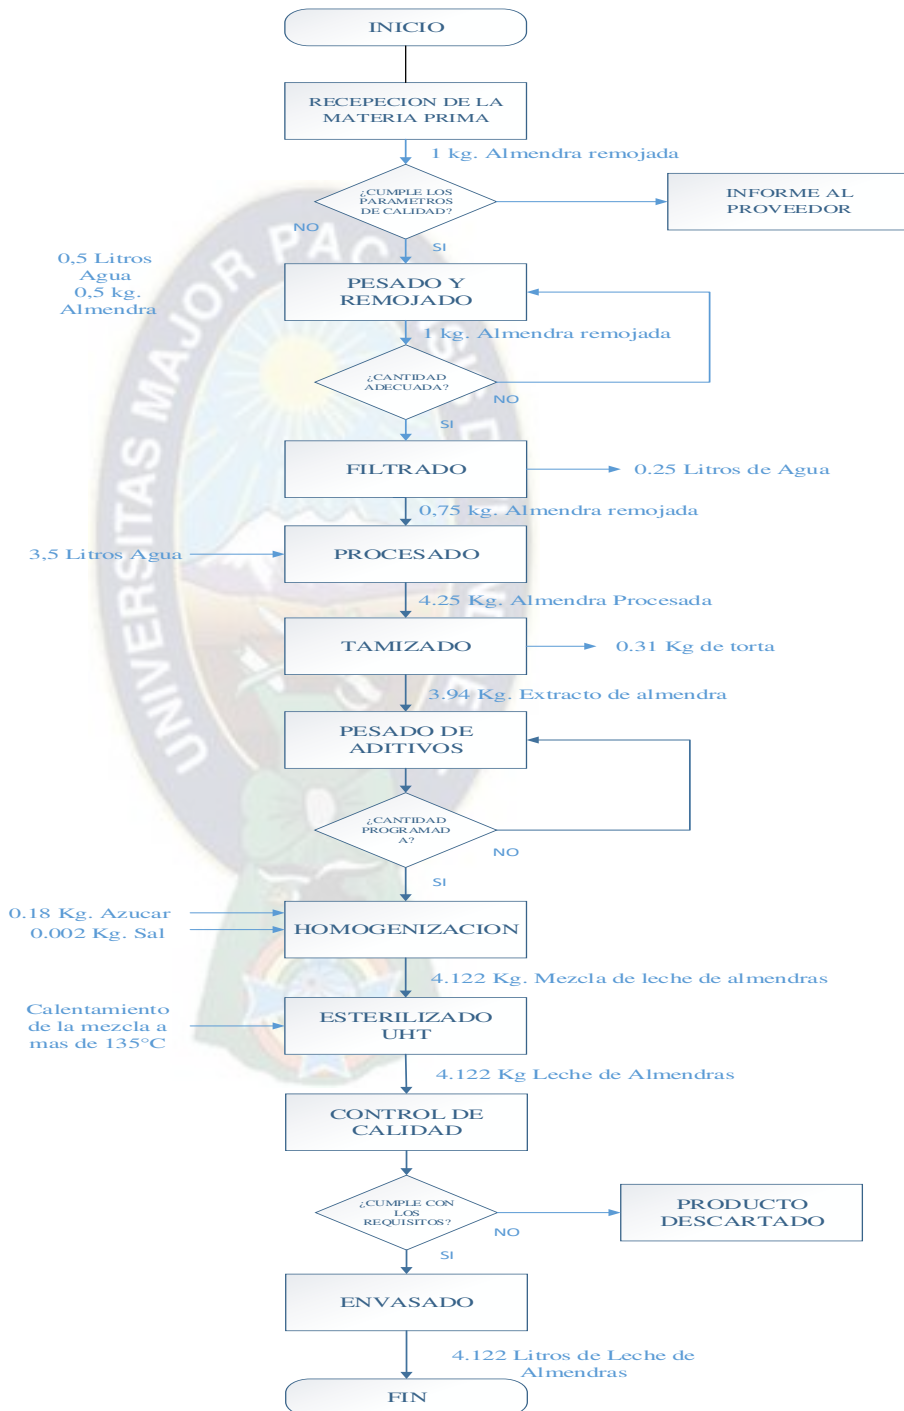 INICIO
RECEPECION DE LA
MATERIA PRIMA
1 kg. Almendra remojada
¿CUMPLE LOS
PARAMETROS
DE CALIDAD?
INFORME AL
PROVEEDOR
NO
SI
0,5 Litros
Agua
0,5 kg.
Almendra
PESADO Y
REMOJADO
1 kg. Almendra remojada
¿CANTIDAD
ADECUADA?
NO
SI
FILTRADO
0.25 Litros de Agua
0,75 kg. Almendra remojada
3,5 Litros Agua
PROCESADO
4.25 Kg. Almendra Procesada
TAMIZADO
0.31 Kg de torta
3.94 Kg. Extracto de almendra
PESADO DE
ADITIVOS
¿CANTIDAD
PROGRAMAD
A?
NO
SI
0.18 Kg. Azucar
0.002 Kg. Sal
HOMOGENIZACION
4.122 Kg. Mezcla de leche de almendras
Calentamiento
de la mezcla a
mas de 135°C
ESTERILIZADO
UHT
4.122 Kg Leche de Almendras
CONTROL DE
CALIDAD
¿CUMPLE CON
LOS
REQUISITOS?
NO
PRODUCTO
DESCARTADO
SI
ENVASADO
4.122 Litros de Leche de
Almendras
FIN
UNIVERSITAS MAJOR PAC